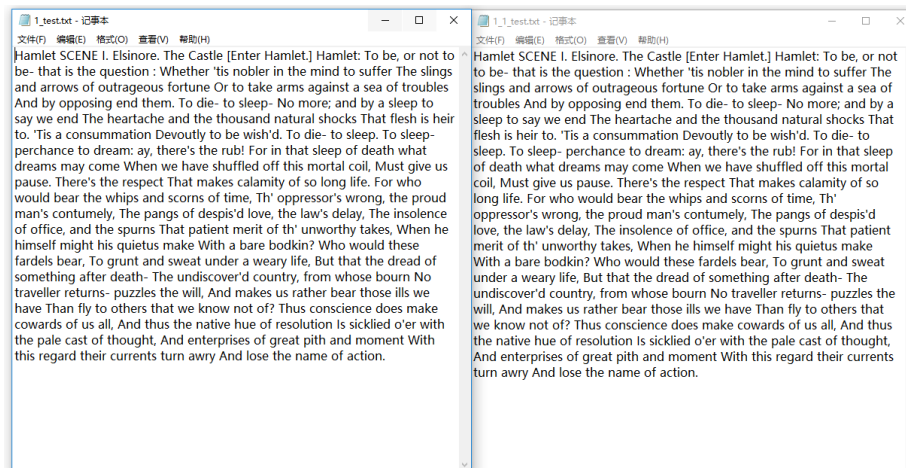 1_test.txt - 记事本
文件(F) 编辑(E) 格式(O) 查看(V) 帮助(H)
Hamlet SCENE I. Elsinore. The Castle [Enter Hamlet.] Hamlet: To be, or not to
be- that is the question : Whether 'tis nobler in the mind to suffer The slings
and arrows of outrageous fortune Or to take arms against a sea of troubles
And by opposing end them. To die- to sleep- No more; and by a sleep to
say we end The heartache and the thousand natural shocks That flesh is heir
to. 'Tis a consummation Devoutly to be wish'd. To die- to sleep. To sleep-
perchance to dream: ay, there's the rub! For in that sleep of death what
dreams may come When we have shuffled off this mortal coil, Must give us
pause. There's the respect That makes calamity of so long life. For who
would bear the whips and scorns of time, Th' oppressor's wrong, the proud
man's contumely, The pangs of despis'd love, the law's delay, The insolence
of office, and the spurns That patient merit of th' unworthy takes, When he
himself might his quietus make With a bare bodkin? Who would these
fardels bear, To grunt and sweat under a weary life, But that the dread of
something after death- The undiscover'd country, from whose bourn No
traveller returns- puzzles the will, And makes us rather bear those ills we
have Than fly to others that we know not of? Thus conscience does make
cowards of us all, And thus the native hue of resolution Is sicklied o'er with
the pale cast of thought, And enterprises of great pith and moment With
this regard their currents turn awry And lose the name of action.
1_1_test.txt - 记事本
文件(F) 编辑(E) 格式(O) 查看(V) 帮助(H)
Hamlet SCENE I. Elsinore. The Castle [Enter Hamlet.] Hamlet: To be, or not
to be- that is the question : Whether 'tis nobler in the mind to suffer The
slings and arrows of outrageous fortune Or to take arms against a sea of
troubles And by opposing end them. To die- to sleep- No more; and by a
sleep to say we end The heartache and the thousand natural shocks That
flesh is heir to. 'Tis a consummation Devoutly to be wish'd. To die- to
sleep. To sleep- perchance to dream: ay, there's the rub! For in that sleep
of death what dreams may come When we have shuffled off this mortal
coil, Must give us pause. There's the respect That makes calamity of so
long life. For who would bear the whips and scorns of time, Th'
oppressor's wrong, the proud man's contumely, The pangs of despis'd
love, the law's delay, The insolence of office, and the spurns That patient
merit of th' unworthy takes, When he himself might his quietus make
With a bare bodkin? Who would these fardels bear, To grunt and sweat
under a weary life, But that the dread of something after death- The
undiscover'd country, from whose bourn No traveller returns- puzzles the
will, And makes us rather bear those ills we have Than fly to others that
we know not of? Thus conscience does make cowards of us all, And thus
the native hue of resolution Is sicklied o'er with the pale cast of thought,
And enterprises of great pith and moment With this regard their currents
turn awry And lose the name of action.